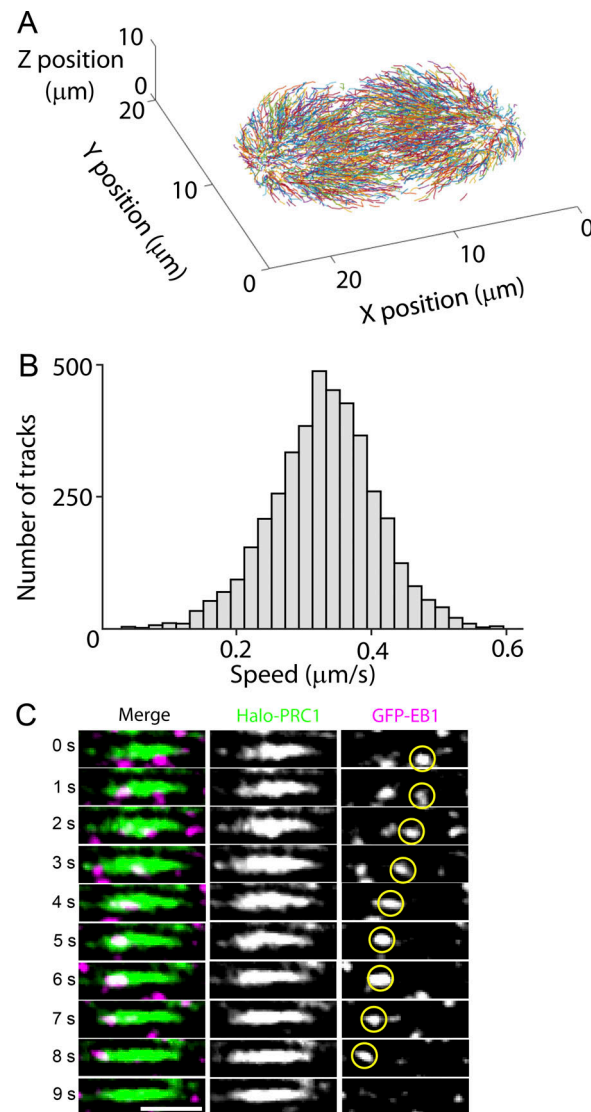 A
10
Z position
(μm)
0
20
Y position (μm)
10
0
20
10
0
X position (μm)
B
500
Number of tracks
250
0
0.2
0.4
0.6
Speed (μm/s)
C
Merge
Halo-PRC1
GFP-EB1
0 s
1 s
2 s
3 s
4 s
5 s
6 s
7 s
8 s
9 s